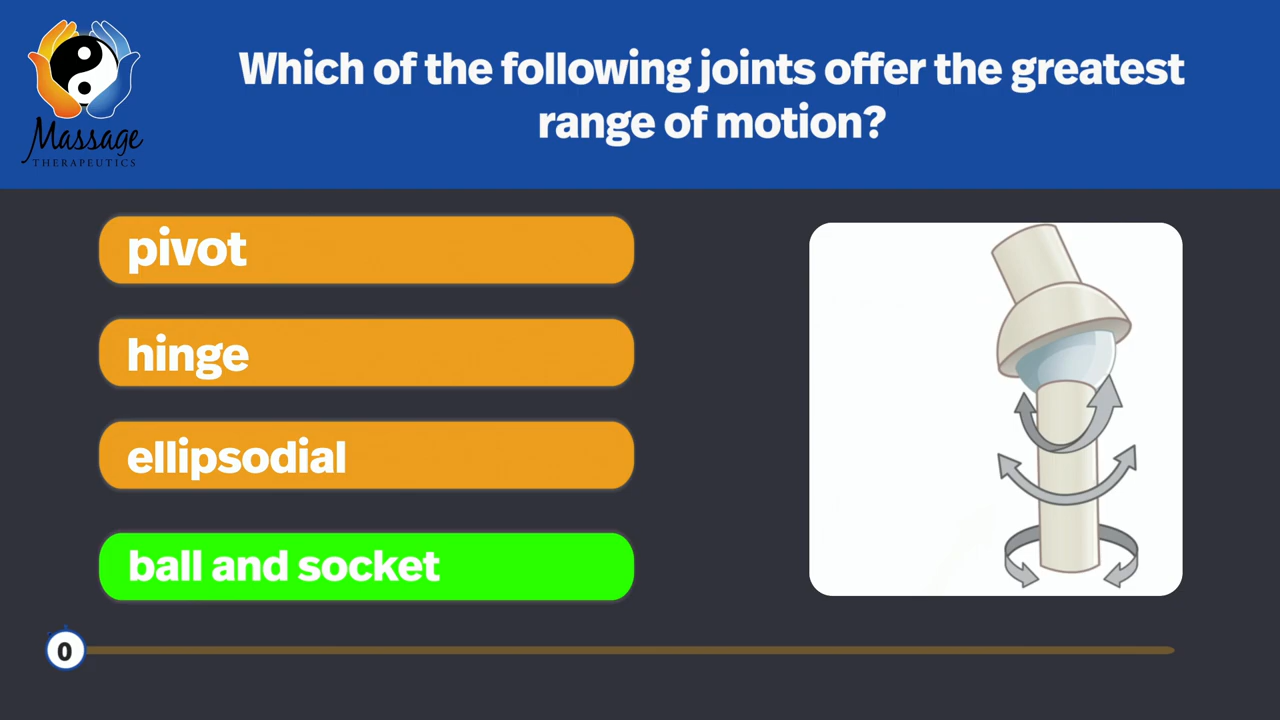 Massage
THERAPEUTICS
Which of the following joints offer the greatest
range of motion?
pivot
hinge
ellipsodial
ball and socket
0